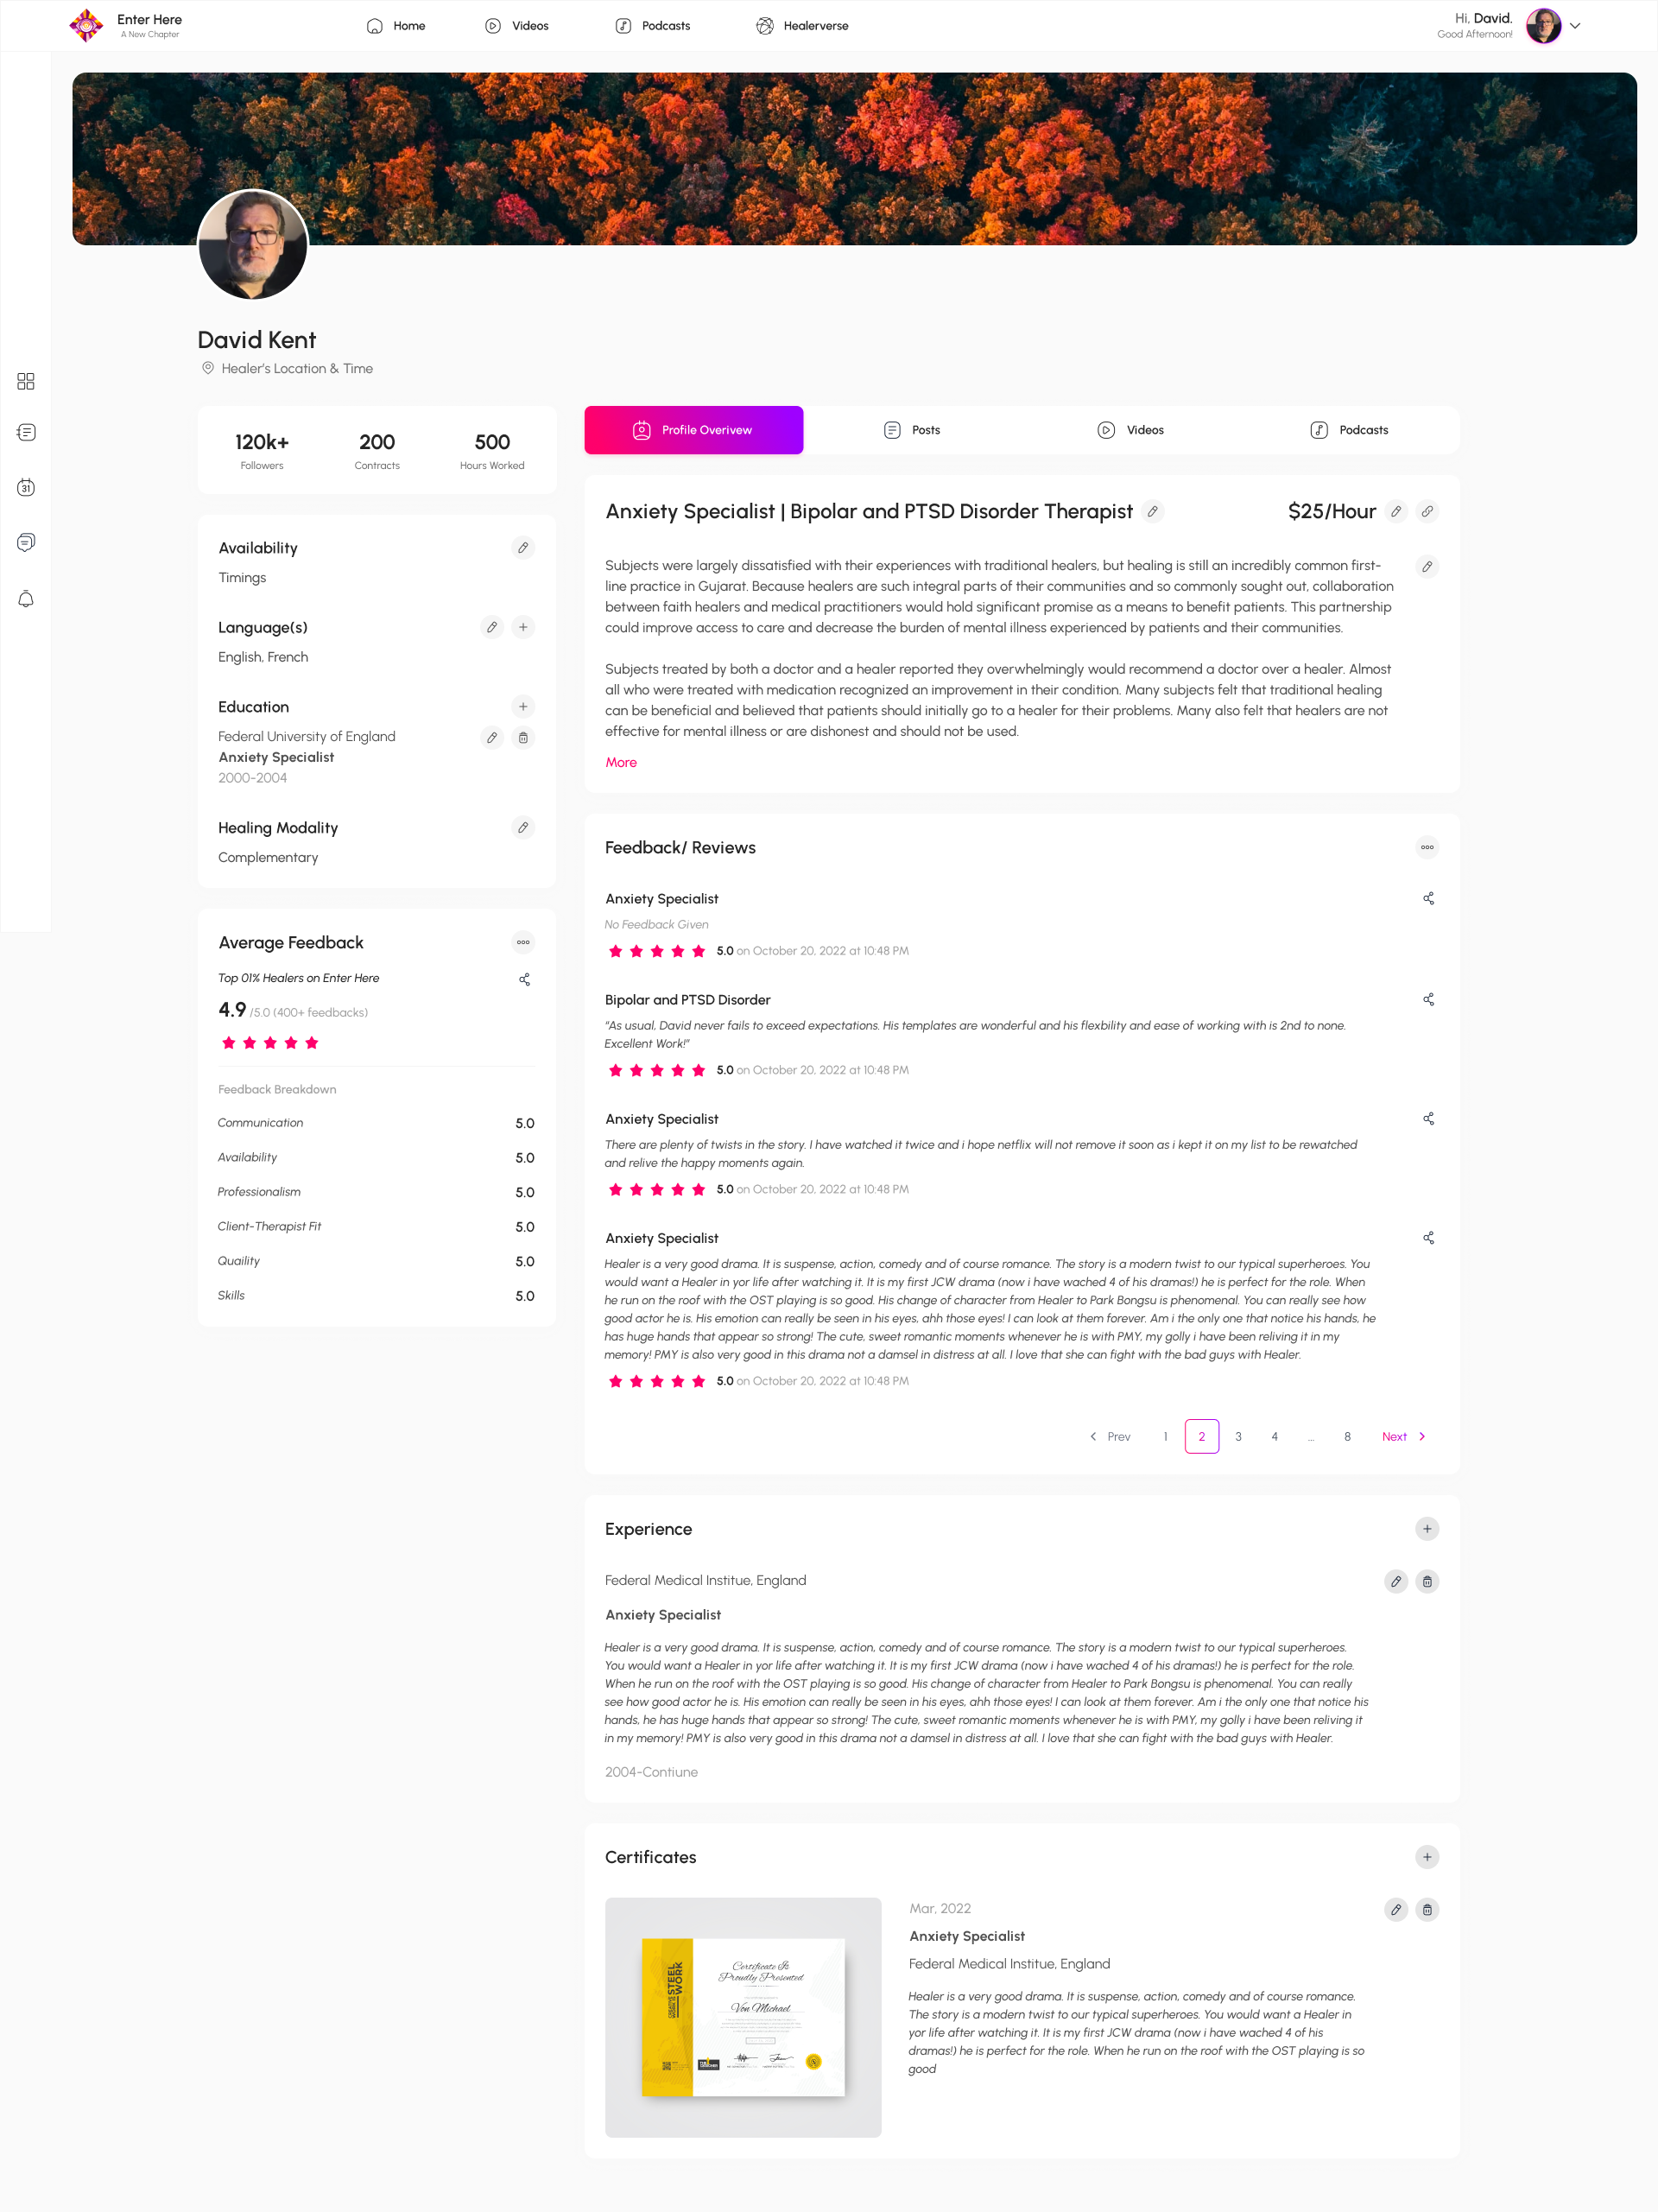 Enter Here
A New Chapter
Home
Videos
Podcasts
Healerverse
Hi, David.
Good Afternoon!
David Kent
Healer's Location & Time
31
120k+
Followers
200
Contracts
500
Hours Worked
Availability
Timings
Language(s)
English, French
Education
Federal University of England
Anxiety Specialist
2000-2004
Healing Modality
Complementary
Average Feedback
Top 01% Healers on Enter Here
4.9 /5.0 (400+ feedbacks)
Feedback Breakdown
Communication 5.0
Availability 5.0
Professionalism 5.0
Client-Therapist Fit 5.0
Quaility 5.0
Skills 5.0
Profile Overivew
Posts
Videos
Podcasts
Anxiety Specialist | Bipolar and PTSD Disorder Therapist
$25/Hour
Subjects were largely dissatisfied with their experiences with traditional healers, but healing is still an incredibly common first-
line practice in Gujarat. Because healers are such integral parts of their communities and so commonly sought out, collaboration
between faith healers and medical practitioners would hold significant promise as a means to benefit patients. This partnership
could improve access to care and decrease the burden of mental illness experienced by patients and their communities.
Subjects treated by both a doctor and a healer reported they overwhelmingly would recommend a doctor over a healer. Almost
all who were treated with medication recognized an improvement in their condition. Many subjects felt that traditional healing
can be beneficial and believed that patients should initially go to a healer for their problems. Many also felt that healers are not
effective for mental illness or are dishonest and should not be used.
More
Feedback/ Reviews
Anxiety Specialist
No Feedback Given
5.0 on October 20, 2022 at 10:48 PM
Bipolar and PTSD Disorder
"As usual, David never fails to exceed expectations. His templates are wonderful and his flexbility and ease of working with is 2nd to none.
Excellent Work!"
5.0 on October 20, 2022 at 10:48 PM
Anxiety Specialist
There are plenty of twists in the story. I have watched it twice and i hope netflix will not remove it soon as i kept it on my list to be rewatched
and relive the happy moments again.
5.0 on October 20, 2022 at 10:48 PM
Anxiety Specialist
Healer is a very good drama. It is suspense, action, comedy and of course romance. The story is a modern twist to our typical superheroes. You
would want a Healer in yor life after watching it. It is my first JCW drama (now i have wached 4 of his dramas!) he is perfect for the role. When
he run on the roof with the OST playing is so good. His change of character from Healer to Park Bongsu is phenomenal. You can really see how
good actor he is. His emotion can really be seen in his eyes, ahh those eyes! I can look at them forever. Am i the only one that notice his hands, he
has huge hands that appear so strong! The cute, sweet romantic moments whenever he is with PMY, my golly i have been reliving it in my
memory! PMY is also very good in this drama not a damsel in distress at all. I love that she can fight with the bad guys with Healer.
5.0 on October 20, 2022 at 10:48 PM
Prev 1 2 3 4 ... 8 Next
Experience
Federal Medical Institue, England
Anxiety Specialist
Healer is a very good drama. It is suspense, action, comedy and of course romance. The story is a modern twist to our typical superheroes.
You would want a Healer in yor life after watching it. It is my first JCW drama (now i have wached 4 of his dramas!) he is perfect for the role.
When he run on the roof with the OST playing is so good. His change of character from Healer to Park Bongsu is phenomenal. You can really
see how good actor he is. His emotion can really be seen in his eyes, ahh those eyes! I can look at them forever. Am i the only one that notice his
hands, he has huge hands that appear so strong! The cute, sweet romantic moments whenever he is with PMY, my golly i have been reliving it
in my memory! PMY is also very good in this drama not a damsel in distress at all. I love that she can fight with the bad guys with Healer.
2004-Contiune
Certificates
STEEL
WORK
Certificate Is
Proudly Presented
Von Michael
Mar, 2022
Anxiety Specialist
Federal Medical Institue, England
Healer is a very good drama. It is suspense, action, comedy and of course romance.
The story is a modern twist to our typical superheroes. You would want a Healer in
yor life after watching it. It is my first JCW drama (now i have wached 4 of his
dramas!) he is perfect for the role. When he run on the roof with the OST playing is so
good